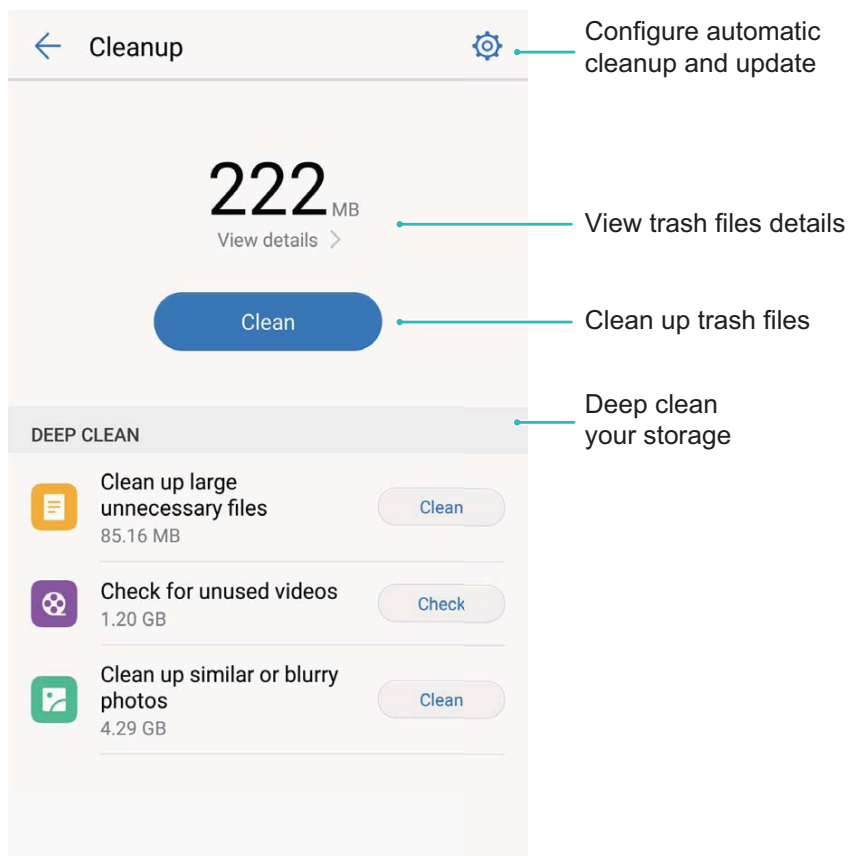 Cleanup
Configure automatic
cleanup and update
222 MB
View details >
View trash files details
Clean
Clean up trash files
Deep clean
your storage
DEEP CLEAN
Clean up large
unnecessary files
85.16 MB
Clean
Check for unused videos
1.20 GB
Check
Clean up similar or blurry
photos
4.29 GB
Clean